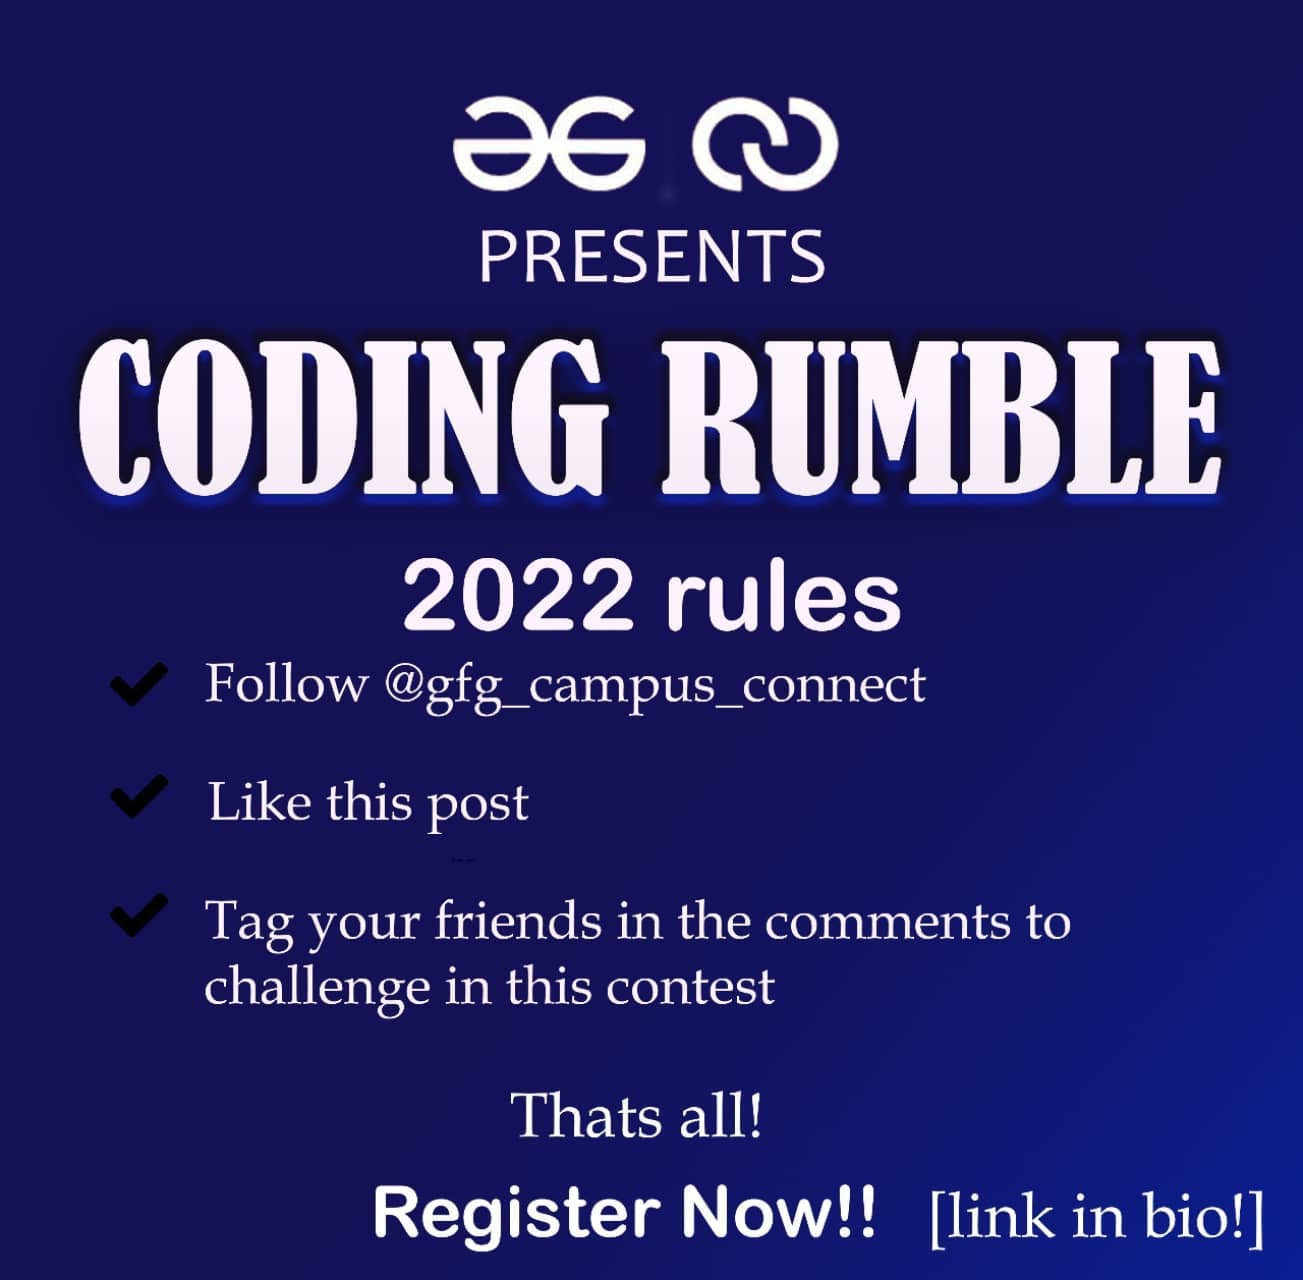 PRESENTS
CODING RUMBLE
2022 rules
Follow @gfg_campus_connect
Like this post
Tag your friends in the comments to
challenge in this contest
Thats all!
Register Now!! [link in bio!]